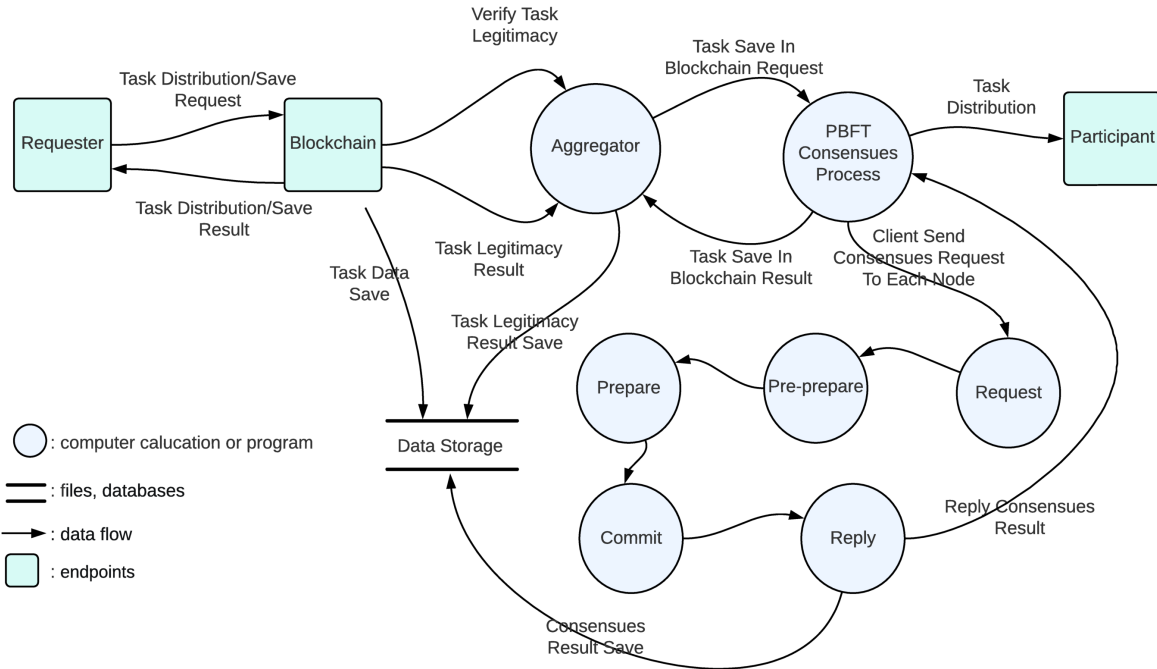 Verify Task
Legitimacy
Task Save In
Blockchain Request
Task Distribution/Save
Request
Task
Distribution
Requester
Blockchain
Aggregator
PBFT
Consensues
Process
Participant
Task Distribution/Save
Result
Task Legitimacy
Result
Task Save In
Blockchain Result
Client Send
Consensues Request
To Each Node
Task Data
Save
Task Legitimacy
Result Save
Prepare
Pre-prepare
Request
Data Storage
: computer calucation or program
: files, databases
: data flow
: endpoints
Commit
Reply
Reply Consensues
Result
Consensues
Result Save